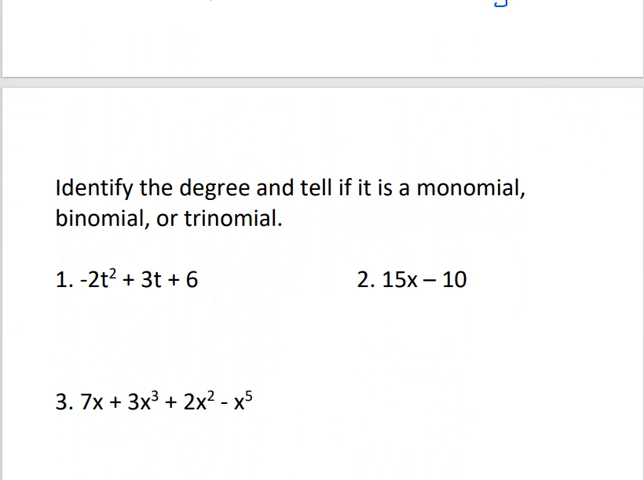 Identify the degree and tell if it is a monomial,
binomial, or trinomial.
1. -2t² + 3t + 6 2. 15x – 10
3. 7x + 3x³ + 2x² - x⁵